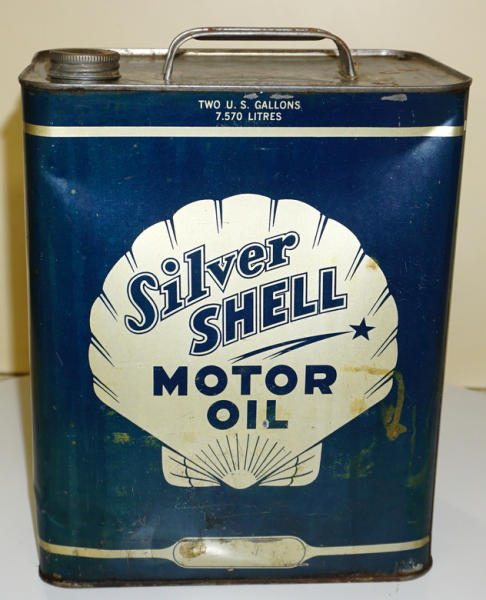 TWO U. S. GALLONS
7.570 LITRES
Silver
SHELL
MOTOR
OIL